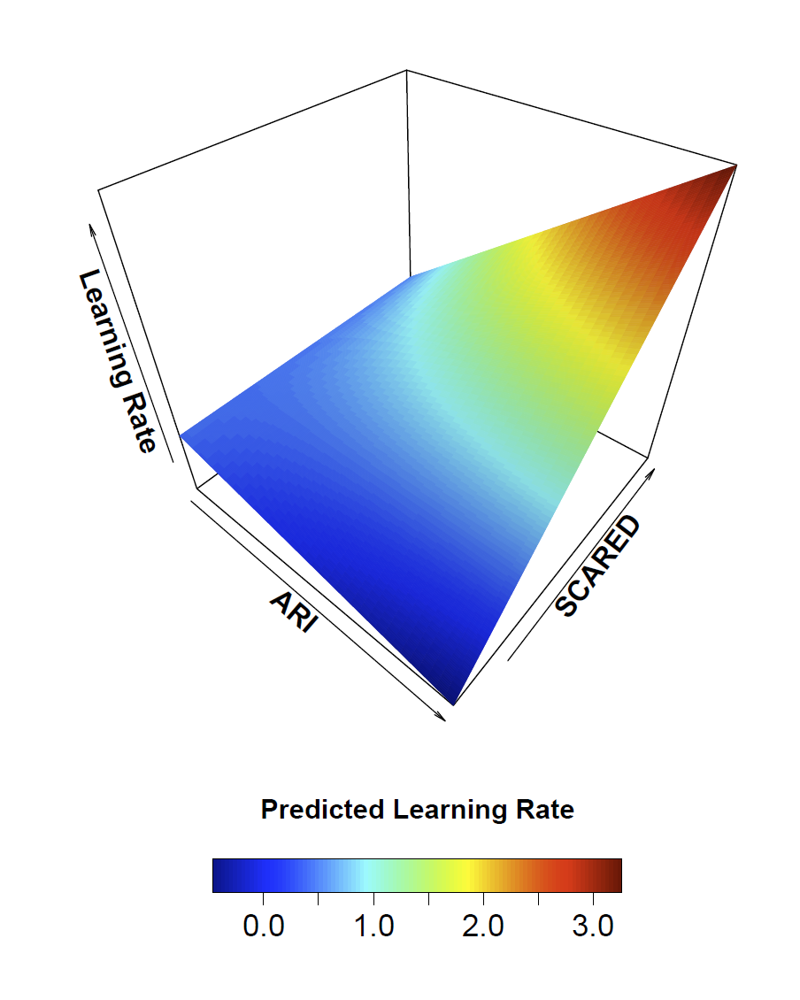 Learning Rate
ARI
SCARED
Predicted Learning Rate
0.0 1.0 2.0 3.0